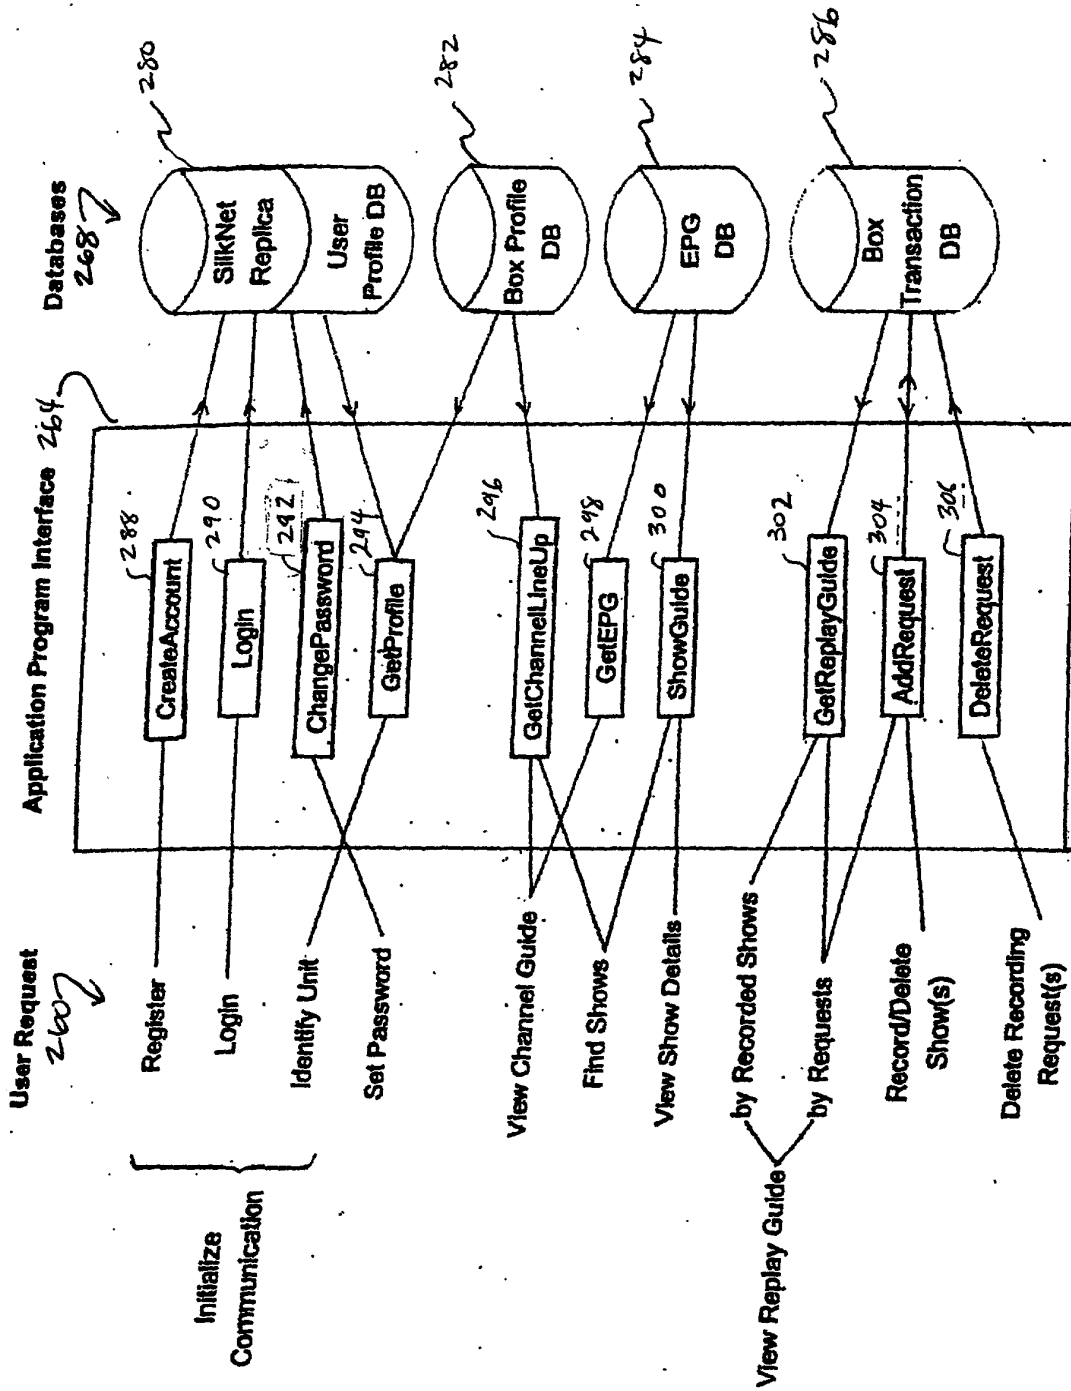 User Request
260
Application Program Interface 264
Databases
268
Initialize
Communication
Register
Login
Identify Unit
Set Password
View Channel Guide
Find Shows
View Show Details
View Replay Guide
by Recorded Shows
by Requests
Record/Delete
Show(s)
Delete Recording
Request(s)
288
CreateAccount
290
Login
292
ChangePassword
294
GetProfile
296
GetChannelLineUp
298
GetEPG
300
ShowGuide
302
GetReplayGuide
304
AddRequest
306
DeleteRequest
280
SilkNet
Replica
User
Profile DB
282
Box Profile
DB
284
EPG
DB
286
Box
Transaction
DB